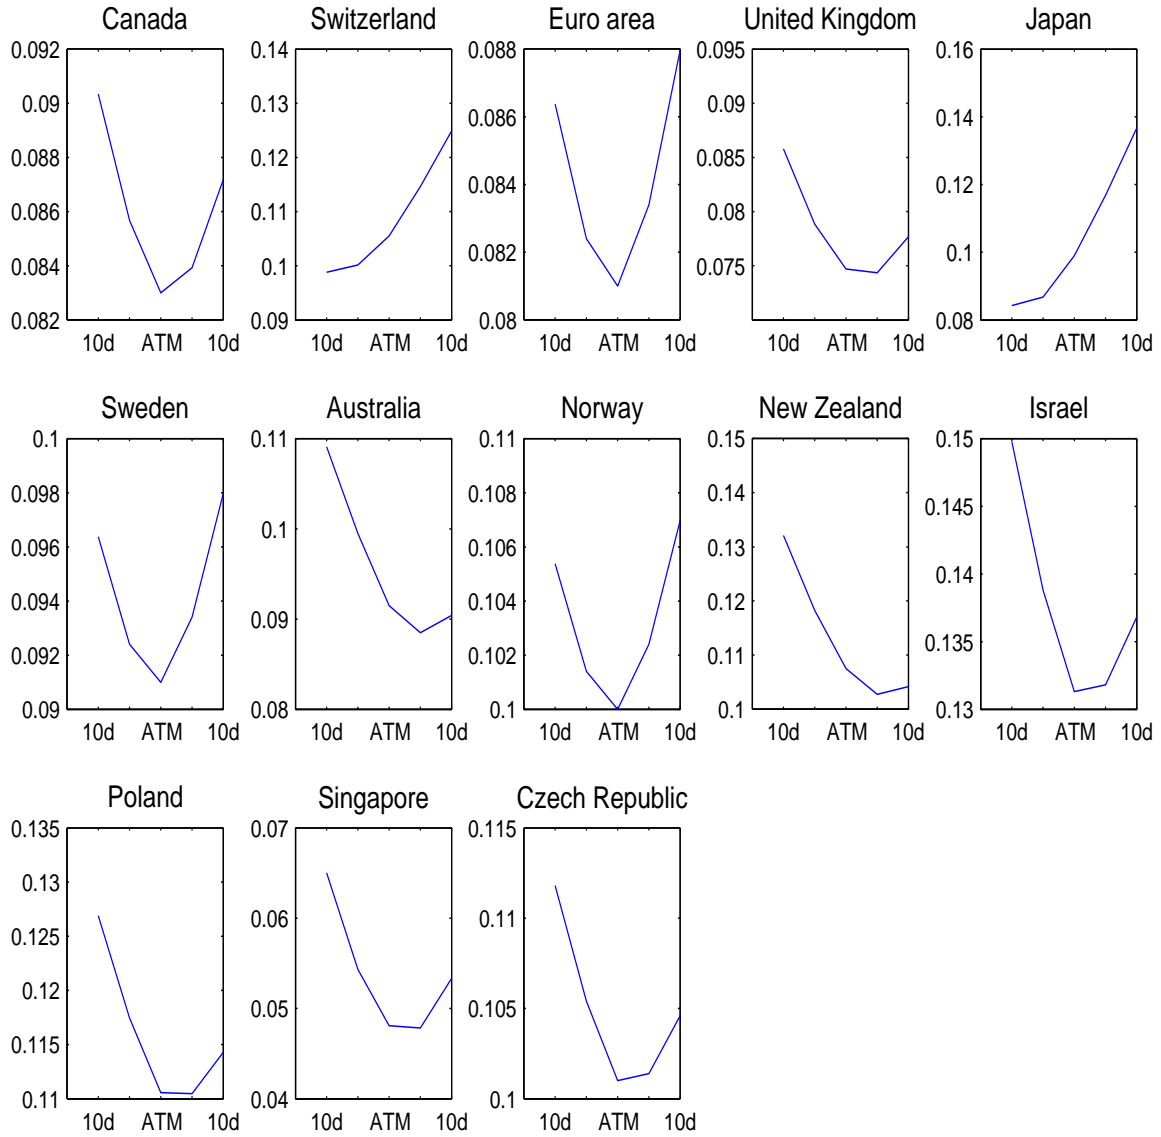 Canada
Switzerland
Euro area
United Kingdom
Japan
0.092
0.09
0.088
0.086
0.084
0.082
10d ATM 10d
0.14
0.13
0.12
0.11
0.1
0.09
10d ATM 10d
0.088
0.086
0.084
0.082
0.08
10d ATM 10d
0.095
0.09
0.085
0.08
0.075
10d ATM 10d
0.16
0.14
0.12
0.1
0.08
10d ATM 10d
Sweden
Australia
Norway
New Zealand
Israel
0.1
0.098
0.096
0.094
0.092
0.09
10d ATM 10d
0.11
0.1
0.09
0.08
10d ATM 10d
0.11
0.108
0.106
0.104
0.102
0.1
10d ATM 10d
0.15
0.14
0.13
0.12
0.11
0.1
10d ATM 10d
0.15
0.145
0.14
0.135
0.13
10d ATM 10d
Poland
Singapore
Czech Republic
0.135
0.13
0.125
0.12
0.115
0.11
10d ATM 10d
0.07
0.06
0.05
0.04
10d ATM 10d
0.115
0.11
0.105
0.1
10d ATM 10d